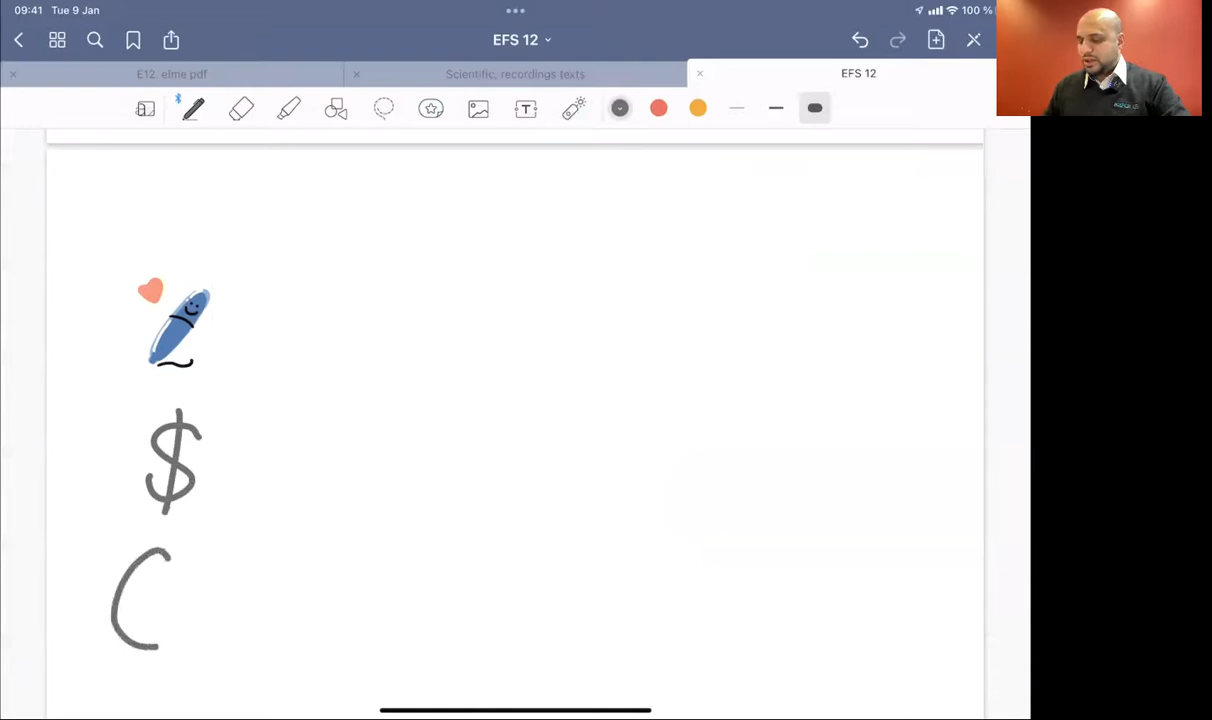 09:41 Tue 9 Jan
100 %
EFS 12
E12. elme pdf
Scientific, recordings texts
EFS 12
T
$
C